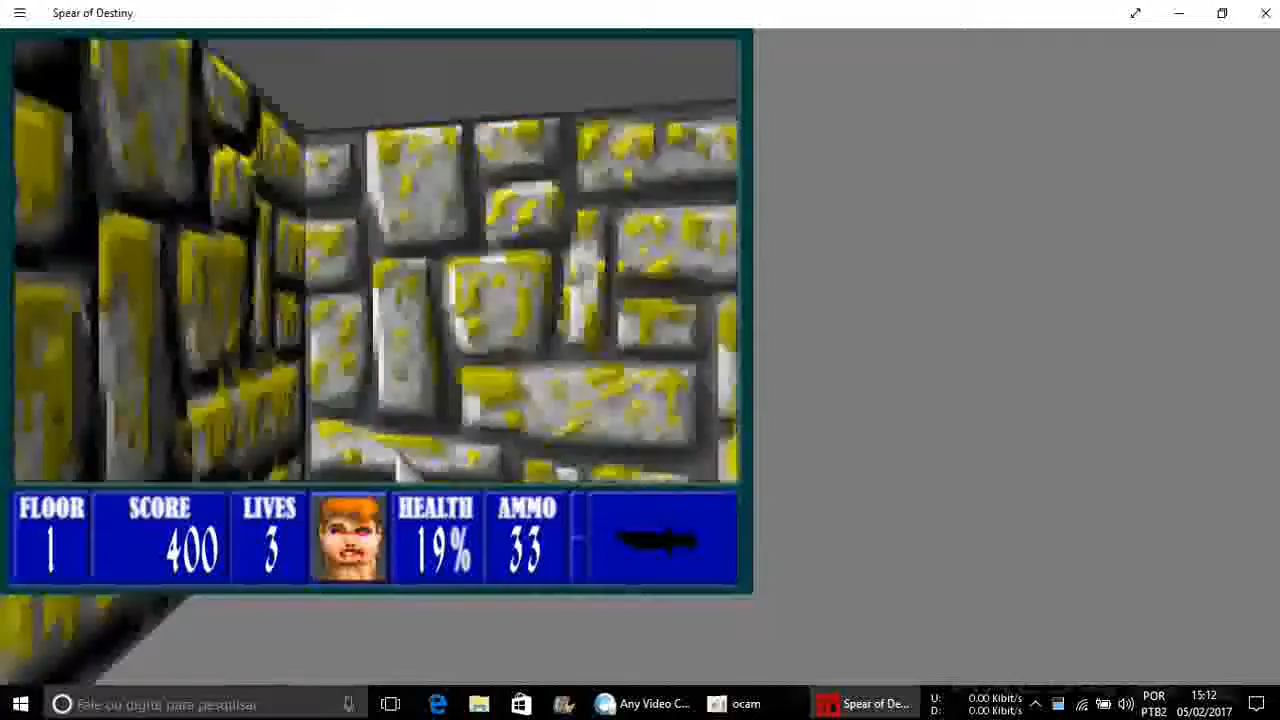 Spear of Destiny
FLOOR SCORE LIVES HEALTH AMMO
1 400 3 19% 33
Fale ou digite para pesquisar
Any Video C...
ocam
Spear of De...
U: 0.00 Kibit/s
D: 0.00 Kibit/s
POR
PTB2
15:12
05/02/2017